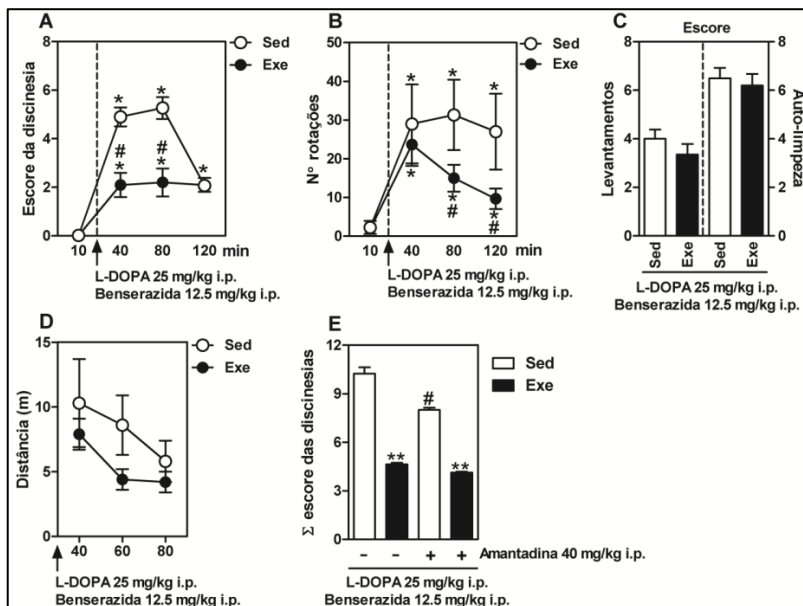 A
Escore da discinesia
8
6
4
2
0
Sed
Exe
*
*
#
*
#
*
*
10 40 80 120 min
L-DOPA 25 mg/kg i.p.
Benserazida 12.5 mg/kg i.p.
B
N° rotações
50
40
30
20
10
0
Sed
Exe
*
*
*
*
*
#
*
#
10 40 80 120 min
L-DOPA 25 mg/kg i.p.
Benserazida 12.5 mg/kg i.p.
C
Escore
Levantamentos
8
6
4
2
0
8
6
4
2
0
Auto-limpeza
Sed Exe Sed Exe
L-DOPA 25 mg/kg i.p.
Benserazida 12.5 mg/kg i.p.
D
Distância (m)
15
10
5
0
Sed
Exe
40 60 80
L-DOPA 25 mg/kg i.p.
Benserazida 12.5 mg/kg i.p.
E
Σ escore das discinesias
12
9
6
3
0
Sed
Exe
**
#
**
– – + + Amantadina 40 mg/kg i.p.
L-DOPA 25 mg/kg i.p.
Benserazida 12.5 mg/kg i.p.